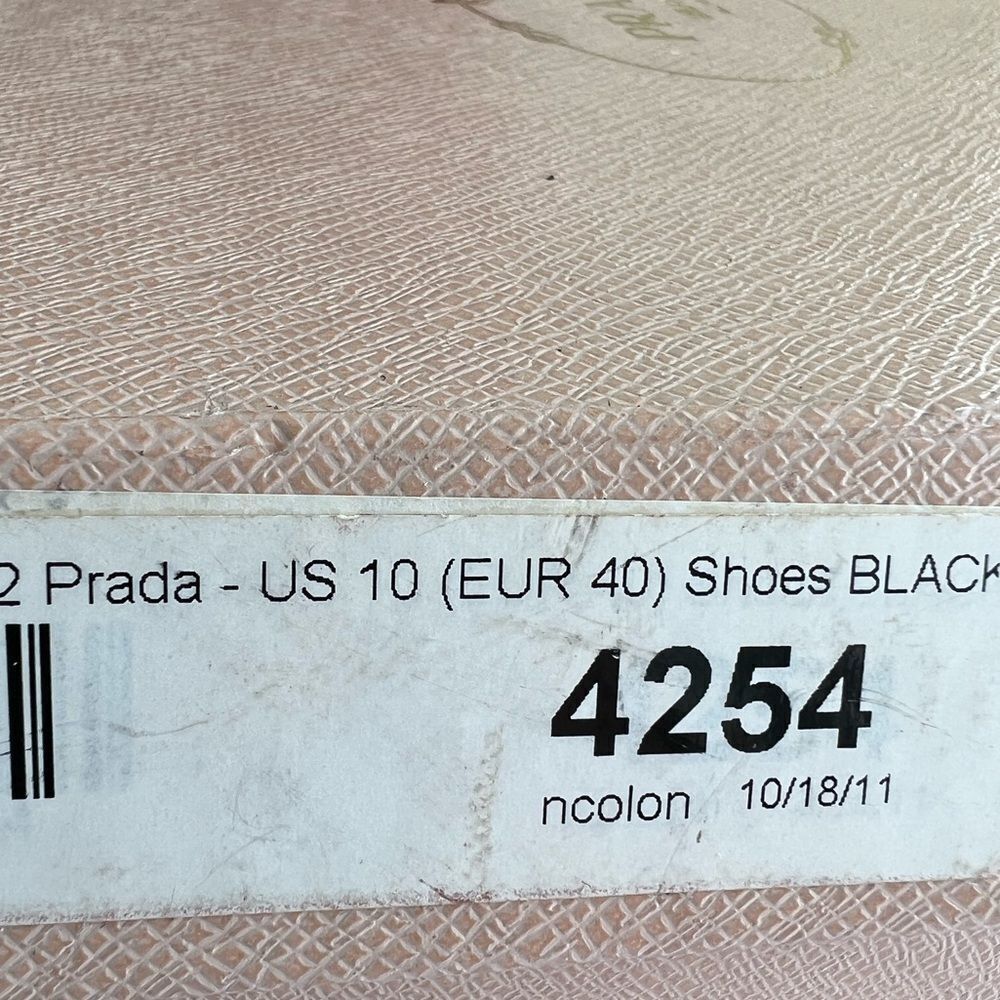 2 Prada - US 10 (EUR 40) Shoes BLACK
4254
ncolon 10/18/11